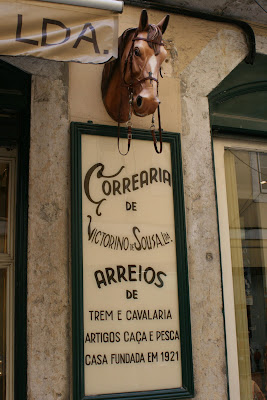 LDA.
CORREARIA
DE
VICTORINO DE SOUSA, Lda.
ARREIOS
DE
TREM E CAVALARIA
ARTIGOS CAÇA E PESCA
CASA FUNDADA EM 1921